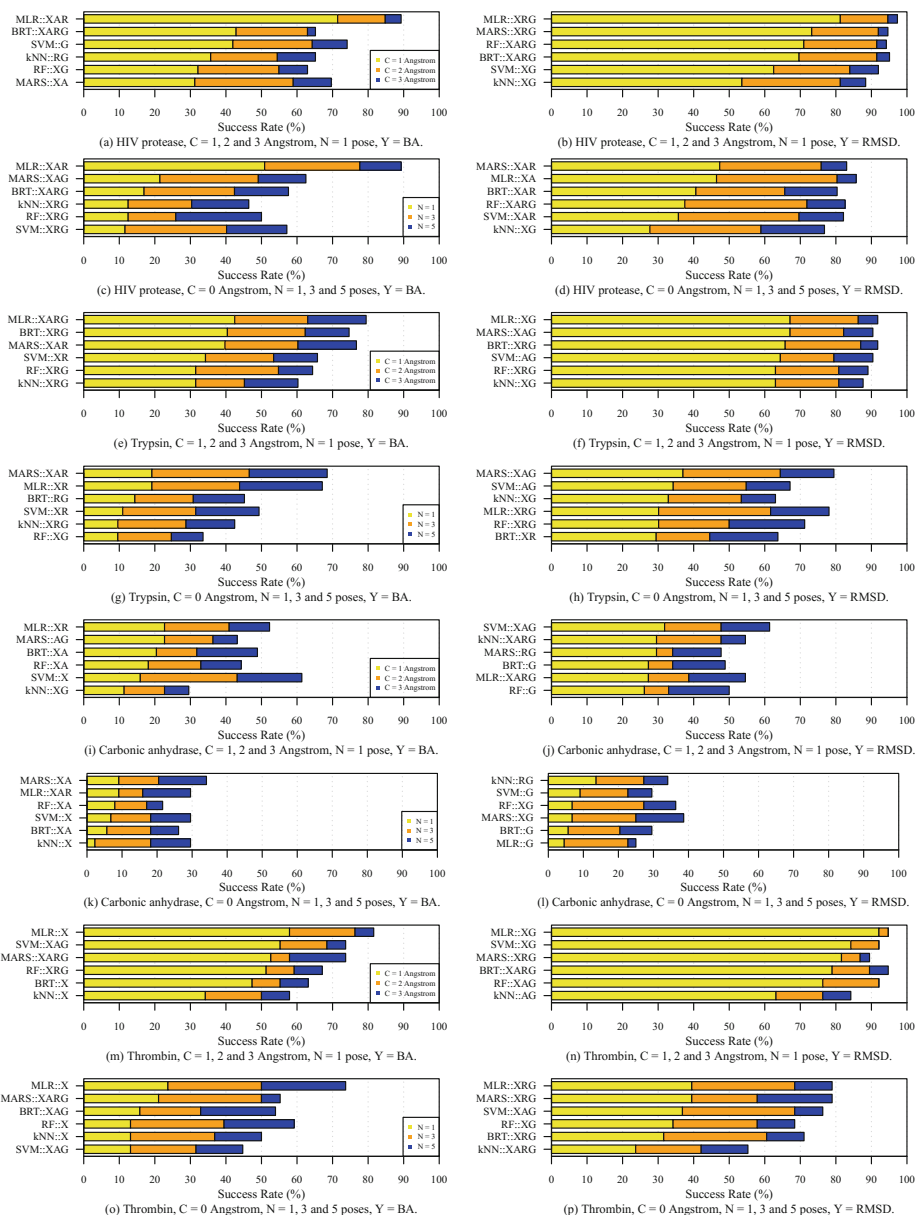 MLR::XAR
BRT::XARG
SVM::G
kNN::RG
RF::XG
MARS::XA
C = 1 Angstrom
C = 2 Angstrom
C = 3 Angstrom
0 10 20 30 40 50 60 70 80 90 100
Success Rate (%)
(a) HIV protease, C = 1, 2 and 3 Angstrom, N = 1 pose, Y = BA.
MLR::XRG
MARS::XRG
RF::XARG
BRT::XARG
SVM::XG
kNN::XG
0 10 20 30 40 50 60 70 80 90 100
Success Rate (%)
(b) HIV protease, C = 1, 2 and 3 Angstrom, N = 1 pose, Y = RMSD.
MLR::XAR
MARS::XAG
BRT::XARG
kNN::XRG
RF::XRG
SVM::XRG
N = 1
N = 3
N = 5
0 10 20 30 40 50 60 70 80 90 100
Success Rate (%)
(c) HIV protease, C = 0 Angstrom, N = 1, 3 and 5 poses, Y = BA.
MARS::XAR
MLR::XA
BRT::XAR
RF::XARG
SVM::XAR
kNN::XG
0 10 20 30 40 50 60 70 80 90 100
Success Rate (%)
(d) HIV protease, C = 0 Angstrom, N = 1, 3 and 5 poses, Y = RMSD.
MLR::XARG
BRT::XRG
MARS::XAR
SVM::XR
RF::XRG
kNN::XRG
C = 1 Angstrom
C = 2 Angstrom
C = 3 Angstrom
0 10 20 30 40 50 60 70 80 90 100
Success Rate (%)
(e) Trypsin, C = 1, 2 and 3 Angstrom, N = 1 pose, Y = BA.
MLR::XG
MARS::XAG
BRT::XRG
SVM::AG
RF::XRG
kNN::XG
0 10 20 30 40 50 60 70 80 90 100
Success Rate (%)
(f) Trypsin, C = 1, 2 and 3 Angstrom, N = 1 pose, Y = RMSD.
MARS::XAR
MLR::XR
BRT::RG
SVM::XR
kNN::XRG
RF::XG
N = 1
N = 3
N = 5
0 10 20 30 40 50 60 70 80 90 100
Success Rate (%)
(g) Trypsin, C = 0 Angstrom, N = 1, 3 and 5 poses, Y = BA.
MARS::XAG
SVM::AG
kNN::XG
MLR::XRG
RF::XRG
BRT::XR
0 10 20 30 40 50 60 70 80 90 100
Success Rate (%)
(h) Trypsin, C = 0 Angstrom, N = 1, 3 and 5 poses, Y = RMSD.
MLR::XR
MARS::AG
BRT::XA
RF::XA
SVM::X
kNN::XG
C = 1 Angstrom
C = 2 Angstrom
C = 3 Angstrom
0 10 20 30 40 50 60 70 80 90 100
Success Rate (%)
(i) Carbonic anhydrase, C = 1, 2 and 3 Angstrom, N = 1 pose, Y = BA.
SVM::XAG
kNN::XARG
MARS::RG
BRT::G
MLR::XARG
RF::G
0 10 20 30 40 50 60 70 80 90 100
Success Rate (%)
(j) Carbonic anhydrase, C = 1, 2 and 3 Angstrom, N = 1 pose, Y = RMSD.
MARS::XA
MLR::XAR
RF::XA
SVM::X
BRT::XA
kNN::X
N = 1
N = 3
N = 5
0 10 20 30 40 50 60 70 80 90 100
Success Rate (%)
(k) Carbonic anhydrase, C = 0 Angstrom, N = 1, 3 and 5 poses, Y = BA.
kNN::RG
SVM::G
RF::XG
MARS::XG
BRT::G
MLR::G
0 10 20 30 40 50 60 70 80 90 100
Success Rate (%)
(l) Carbonic anhydrase, C = 0 Angstrom, N = 1, 3 and 5 poses, Y = RMSD.
MLR::X
SVM::XAG
MARS::XARG
RF::XRG
BRT::X
kNN::X
C = 1 Angstrom
C = 2 Angstrom
C = 3 Angstrom
0 10 20 30 40 50 60 70 80 90 100
Success Rate (%)
(m) Thrombin, C = 1, 2 and 3 Angstrom, N = 1 pose, Y = BA.
MLR::XG
SVM::XG
MARS::XRG
BRT::XARG
RF::XAG
kNN::AG
0 10 20 30 40 50 60 70 80 90 100
Success Rate (%)
(n) Thrombin, C = 1, 2 and 3 Angstrom, N = 1 pose, Y = RMSD.
MLR::X
MARS::XARG
BRT::XAG
RF::X
kNN::X
SVM::XAG
N = 1
N = 3
N = 5
0 10 20 30 40 50 60 70 80 90 100
Success Rate (%)
(o) Thrombin, C = 0 Angstrom, N = 1, 3 and 5 poses, Y = BA.
MLR::XRG
MARS::XRG
SVM::XAG
RF::XG
BRT::XRG
kNN::XARG
0 10 20 30 40 50 60 70 80 90 100
Success Rate (%)
(p) Thrombin, C = 0 Angstrom, N = 1, 3 and 5 poses, Y = RMSD.